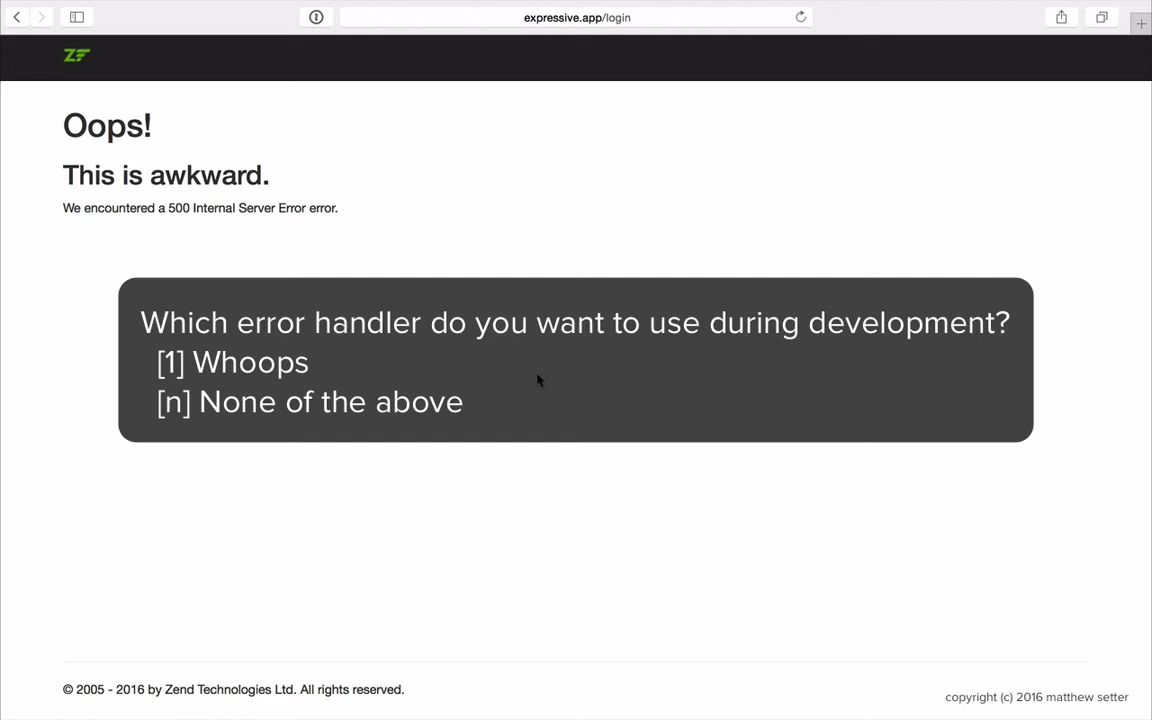 expressive.app/login
ZF
Oops!
This is awkward.
We encountered a 500 Internal Server Error error.
Which error handler do you want to use during development?
[1] Whoops
[n] None of the above
© 2005 - 2016 by Zend Technologies Ltd. All rights reserved.
copyright (c) 2016 matthew setter